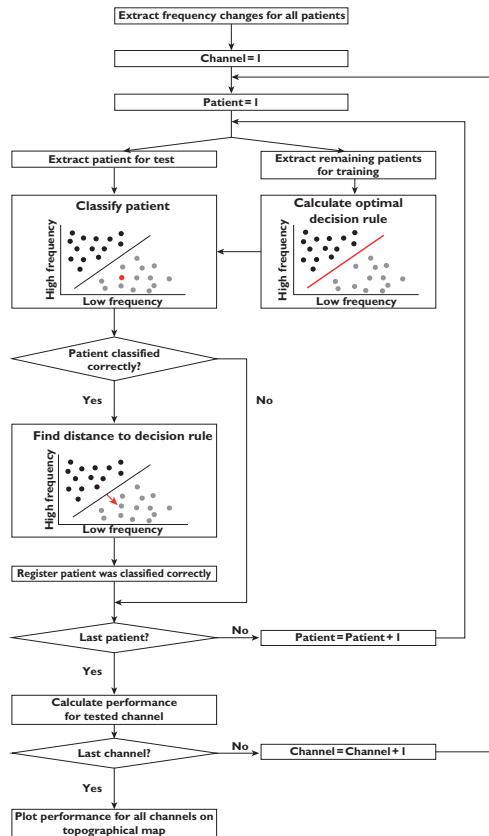 Extract frequency changes for all patients
Channel = 1
Patient = 1
Extract patient for test
Extract remaining patients
for training
Classify patient
High frequency
Low frequency
Calculate optimal
decision rule
High frequency
Low frequency
Patient classified
correctly?
Yes
No
Find distance to decision rule
High frequency
Low frequency
Register patient was classified correctly
Last patient?
No
Patient = Patient + 1
Yes
Calculate performance
for tested channel
Last channel?
No
Channel = Channel + 1
Yes
Plot performance for all channels on
topographical map